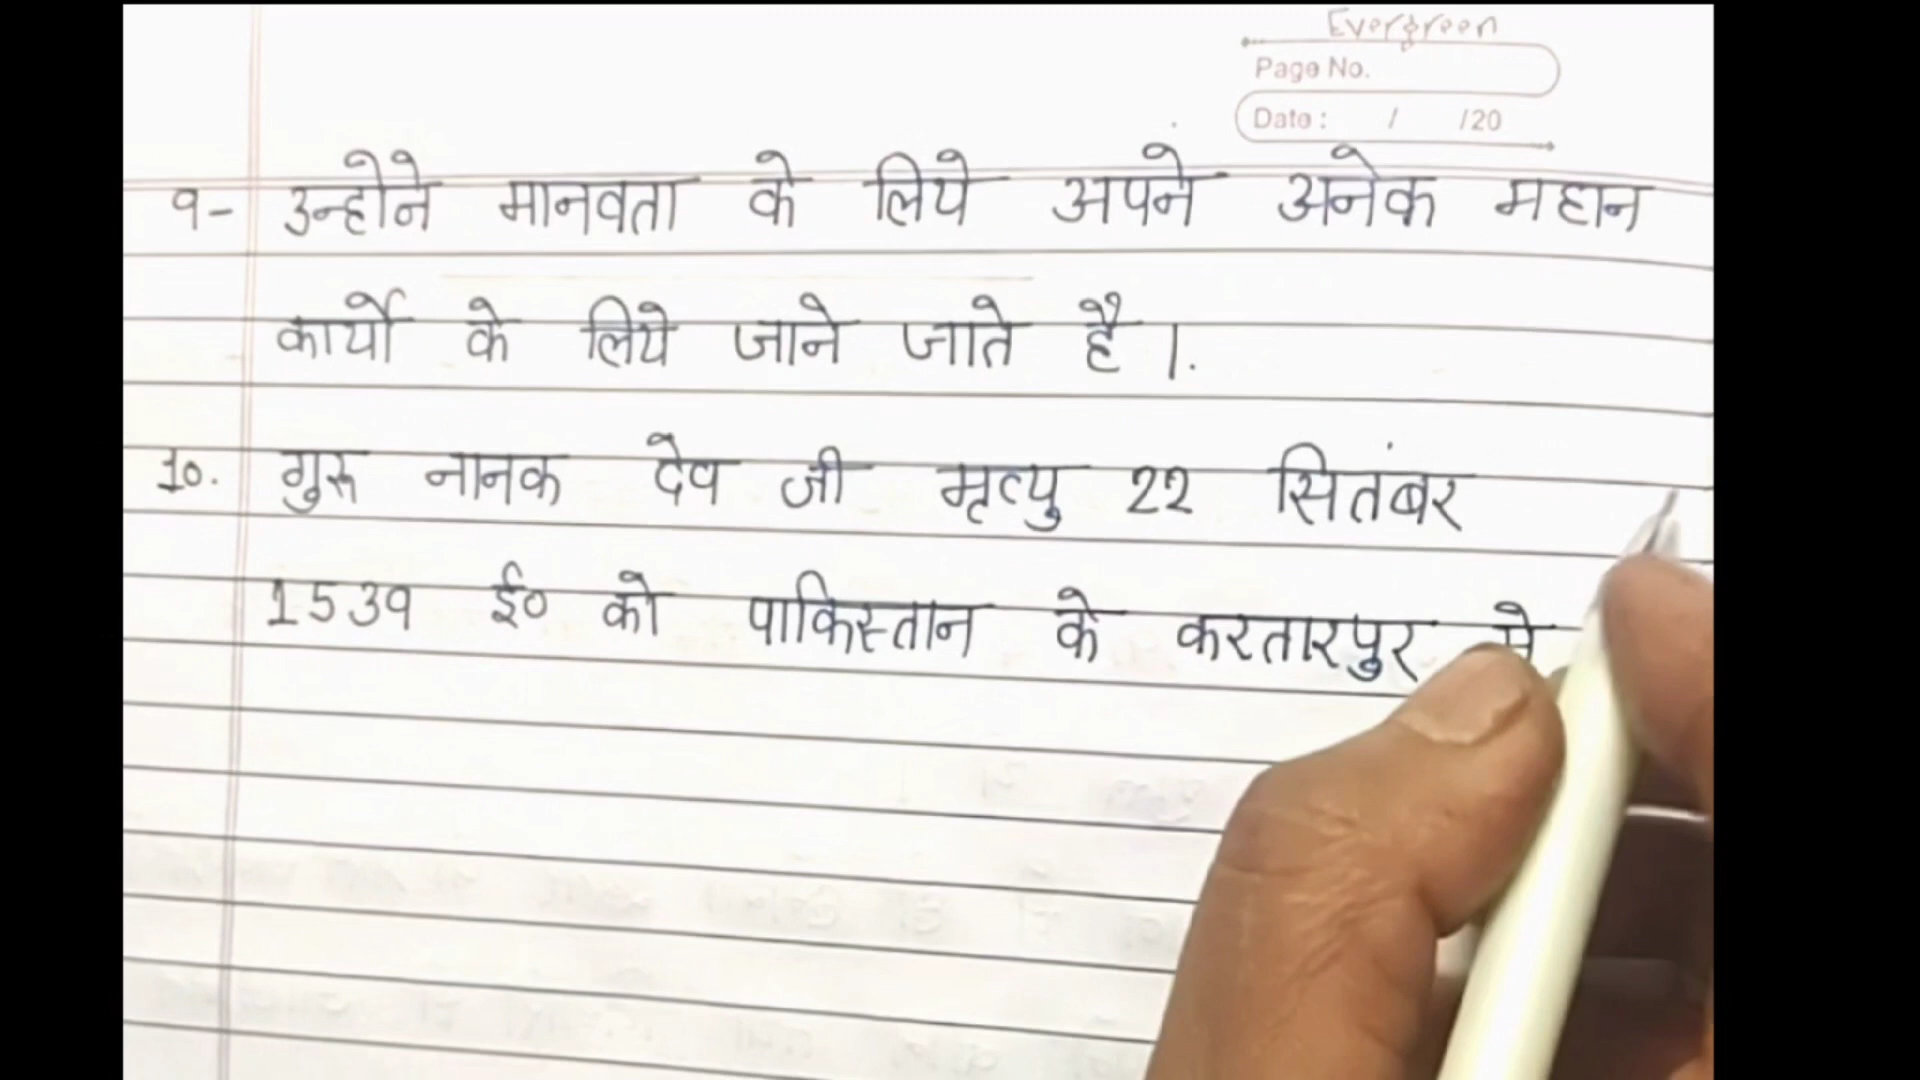 Evergreen
Page No.
Date : / /20
9- उन्होने मानवता के लिये अपने अनेक महान
कार्यो के लिये जाने जाते है ।.
10. गुरू नानक देव जी मृत्यु 22 सितंबर
1539 ई० को पाकिस्तान के करतारपुर मे